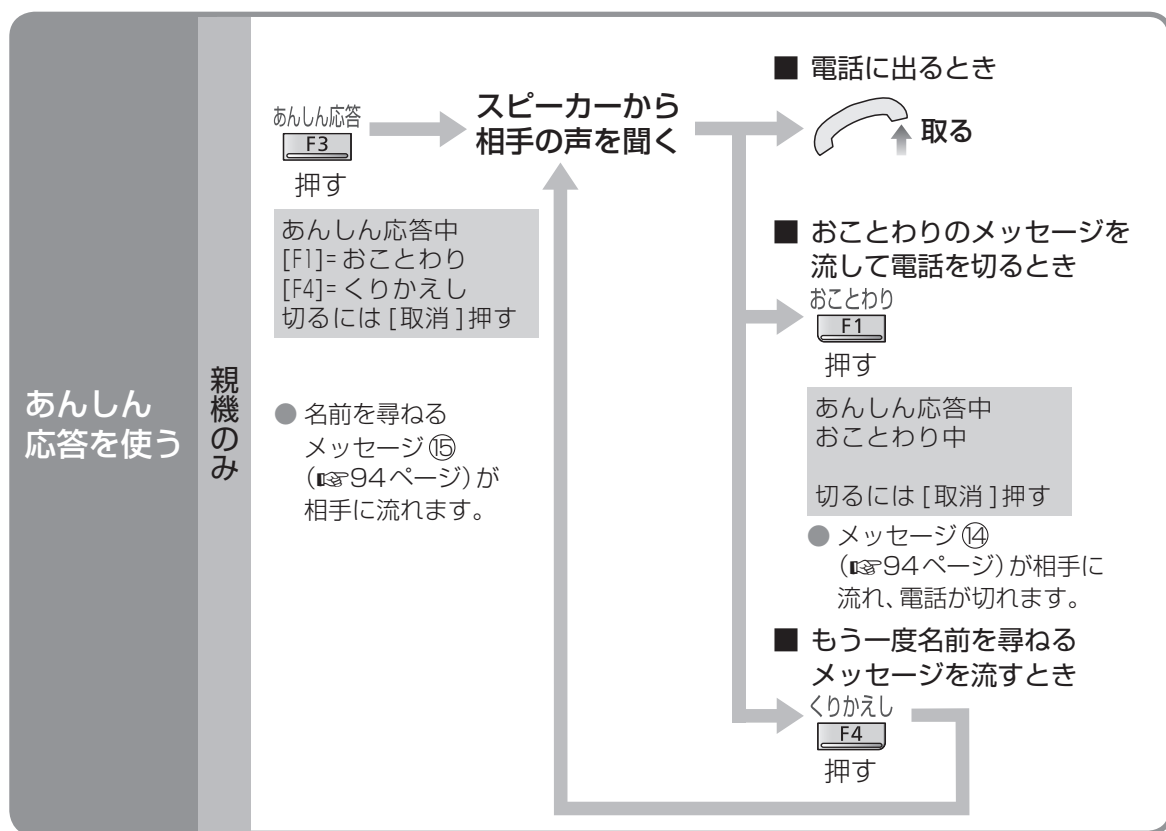 あんしん
応答を使う
親機のみ
あんしん応答
F3
押す
あんしん応答中
[F1]=おことわり
[F4]=くりかえし
切るには [取消] 押す
● 名前を尋ねる
メッセージ⑮
(☞94ページ)が
相手に流れます。
スピーカーから
相手の声を聞く
■ 電話に出るとき
取る
■ おことわりのメッセージを
流して電話を切るとき
おことわり
F1
押す
あんしん応答中
おことわり中
切るには [取消] 押す
● メッセージ⑭
(☞94ページ)が相手に
流れ、電話が切れます。
■ もう一度名前を尋ねる
メッセージを流すとき
くりかえし
F4
押す